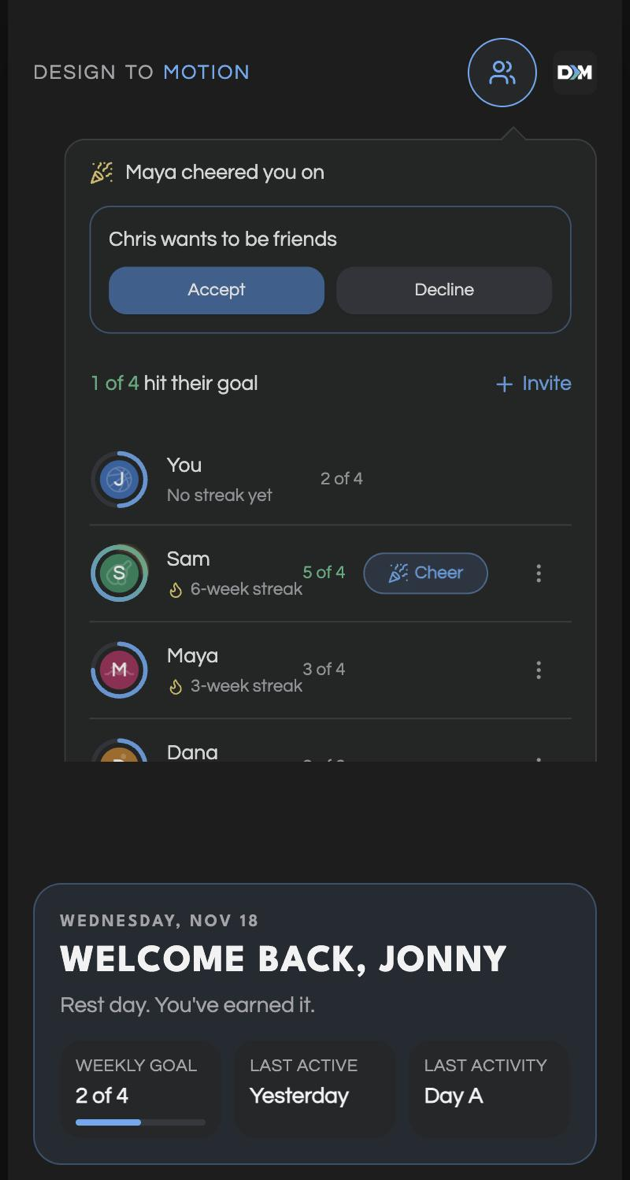 DESIGN TO MOTION
DXM
Maya cheered you on
Chris wants to be friends
Accept
Decline
1 of 4 hit their goal
+ Invite
J
You
No streak yet
2 of 4
S
Sam
6-week streak
5 of 4
Cheer
M
Maya
3-week streak
3 of 4
Dana
WEDNESDAY, NOV 18
WELCOME BACK, JONNY
Rest day. You've earned it.
WEEKLY GOAL
2 of 4
LAST ACTIVE
Yesterday
LAST ACTIVITY
Day A